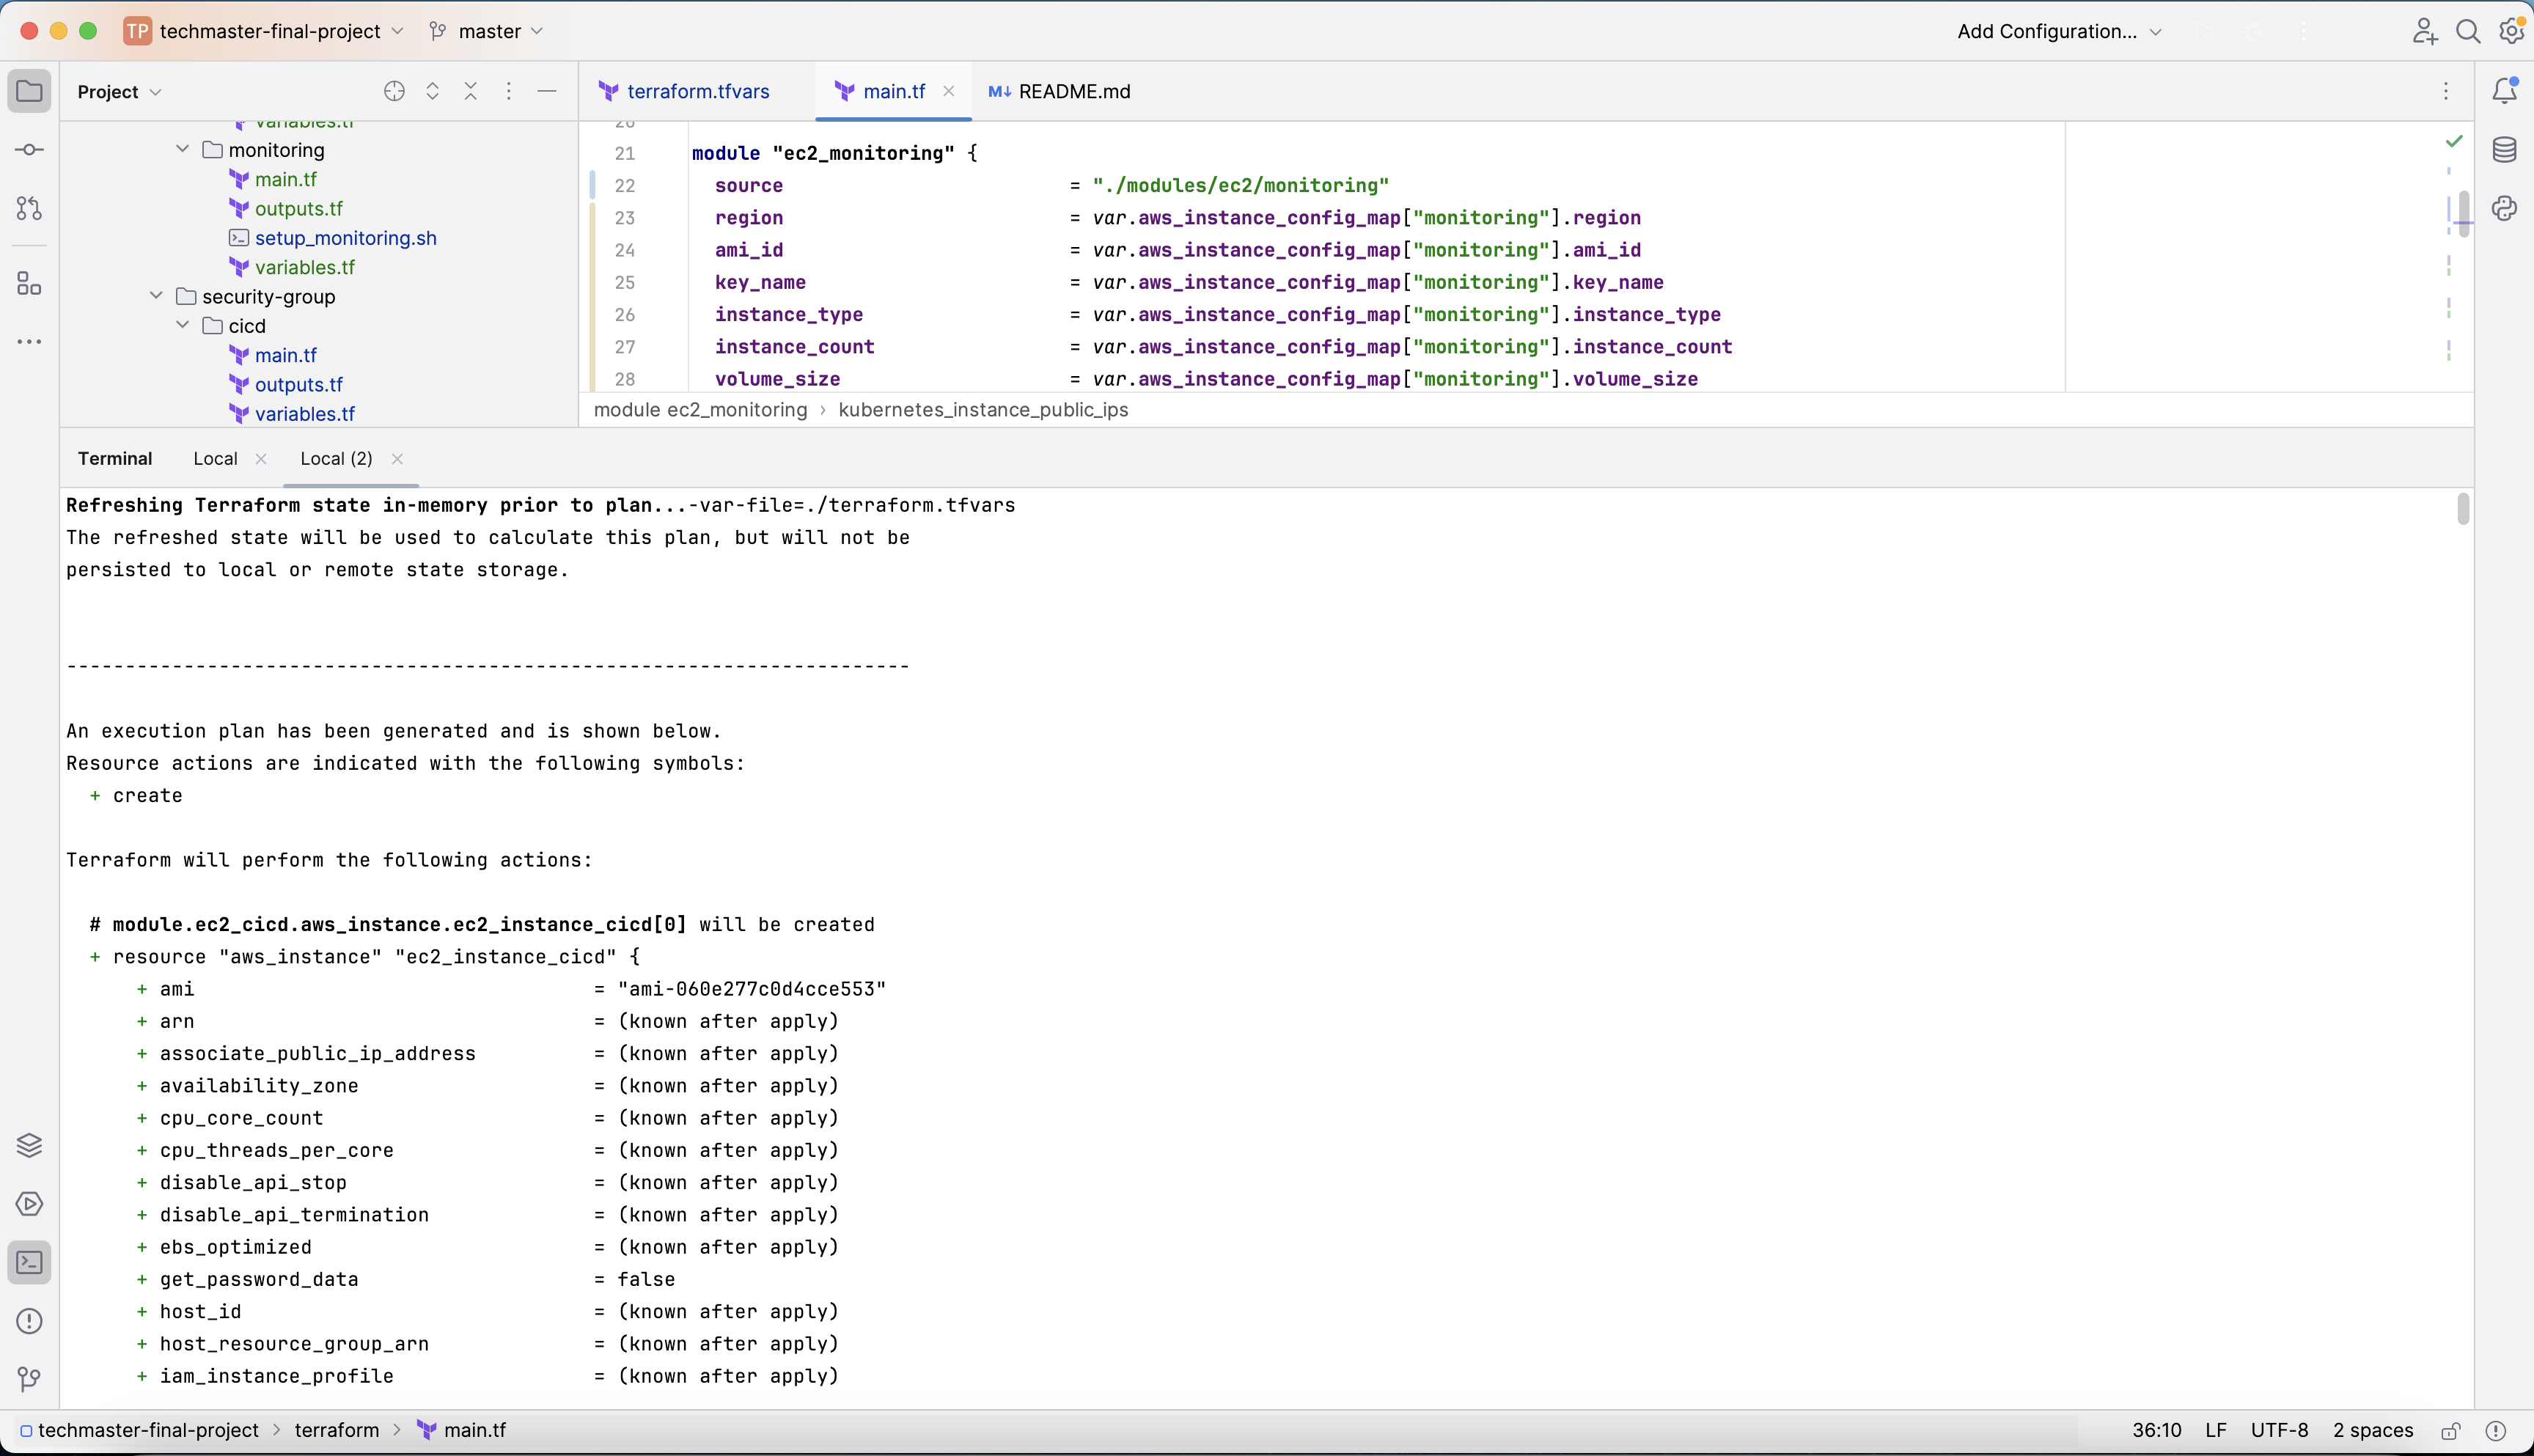 TP techmaster-final-project master Add Configuration...
Project
terraform.tfvars main.tf M↓ README.md
variables.tf
monitoring
main.tf
outputs.tf
setup_monitoring.sh
variables.tf
security-group
cicd
main.tf
outputs.tf
variables.tf
20
21 module "ec2_monitoring" {
22 source = "./modules/ec2/monitoring"
23 region = var.aws_instance_config_map["monitoring"].region
24 ami_id = var.aws_instance_config_map["monitoring"].ami_id
25 key_name = var.aws_instance_config_map["monitoring"].key_name
26 instance_type = var.aws_instance_config_map["monitoring"].instance_type
27 instance_count = var.aws_instance_config_map["monitoring"].instance_count
28 volume_size = var.aws_instance_config_map["monitoring"].volume_size
module ec2_monitoring › kubernetes_instance_public_ips
Terminal Local Local (2)
Refreshing Terraform state in-memory prior to plan...-var-file=./terraform.tfvars
The refreshed state will be used to calculate this plan, but will not be
persisted to local or remote state storage.
------------------------------------------------------------------------
An execution plan has been generated and is shown below.
Resource actions are indicated with the following symbols:
+ create
Terraform will perform the following actions:
# module.ec2_cicd.aws_instance.ec2_instance_cicd[0] will be created
+ resource "aws_instance" "ec2_instance_cicd" {
+ ami = "ami-060e277c0d4cce553"
+ arn = (known after apply)
+ associate_public_ip_address = (known after apply)
+ availability_zone = (known after apply)
+ cpu_core_count = (known after apply)
+ cpu_threads_per_core = (known after apply)
+ disable_api_stop = (known after apply)
+ disable_api_termination = (known after apply)
+ ebs_optimized = (known after apply)
+ get_password_data = false
+ host_id = (known after apply)
+ host_resource_group_arn = (known after apply)
+ iam_instance_profile = (known after apply)
techmaster-final-project › terraform › main.tf 36:10 LF UTF-8 2 spaces